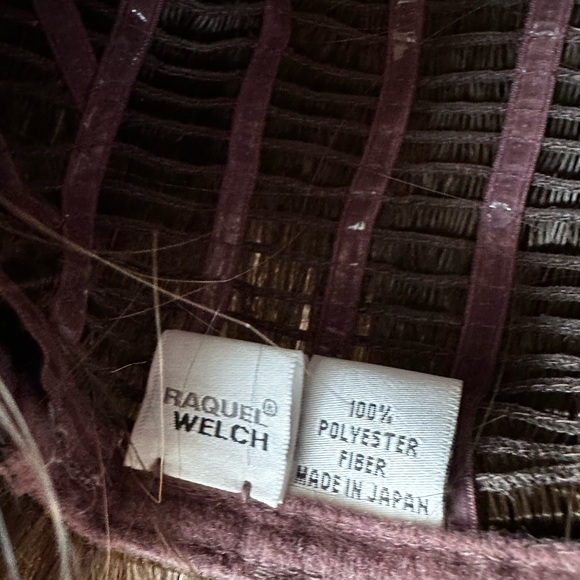 RAQUEL®
WELCH
100%
POLYESTER
FIBER
MADE IN JAPAN